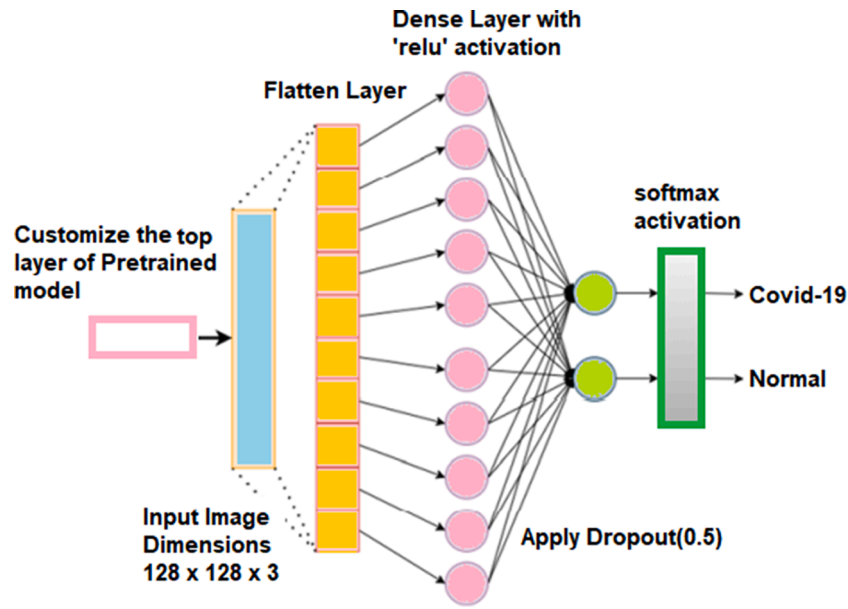 Dense Layer with
'relu' activation
Flatten Layer
softmax
activation
Customize the top
layer of Pretrained
model
Covid-19
Normal
Input Image
Dimensions
128 x 128 x 3
Apply Dropout(0.5)